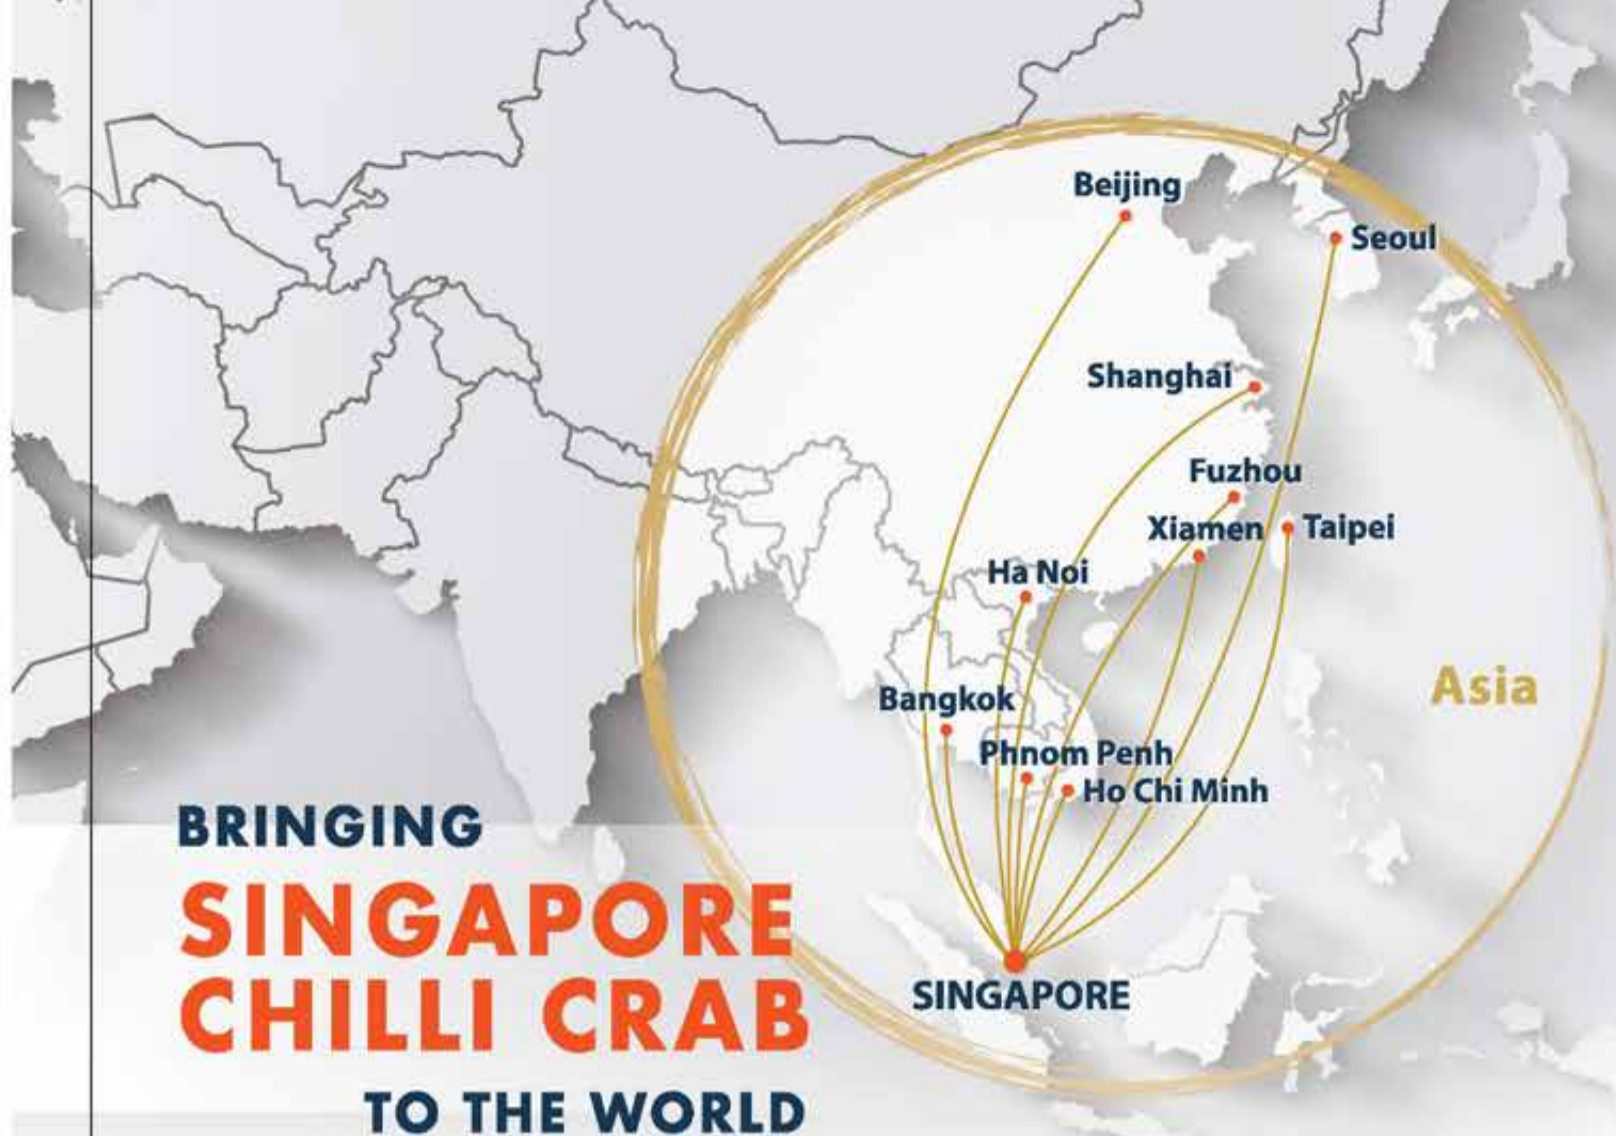 Beijing
Seoul
Shanghai
Fuzhou
Xiamen
Taipei
Ha Noi
Asia
Bangkok
Phnom Penh
Ho Chi Minh
SINGAPORE
BRINGING
SINGAPORE
CHILLI CRAB
TO THE WORLD